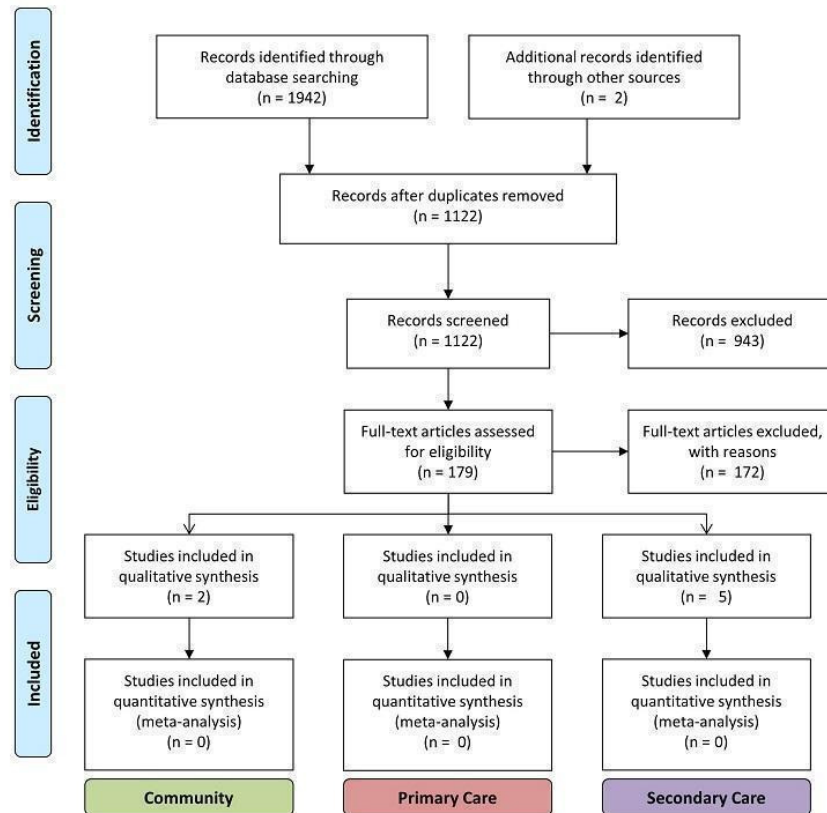 Identification
Records identified through
database searching
(n = 1942)
Additional records identified
through other sources
(n = 2)
Records after duplicates removed
(n = 1122)
Screening
Records screened
(n = 1122)
Records excluded
(n = 943)
Eligibility
Full-text articles assessed
for eligibility
(n = 179)
Full-text articles excluded,
with reasons
(n = 172)
Studies included in
qualitative synthesis
(n = 2)
Studies included in
qualitative synthesis
(n = 0)
Studies included in
qualitative synthesis
(n = 5)
Included
Studies included in
quantitative synthesis
(meta-analysis)
(n = 0)
Studies included in
quantitative synthesis
(meta-analysis)
(n = 0)
Studies included in
quantitative synthesis
(meta-analysis)
(n = 0)
Community
Primary Care
Secondary Care